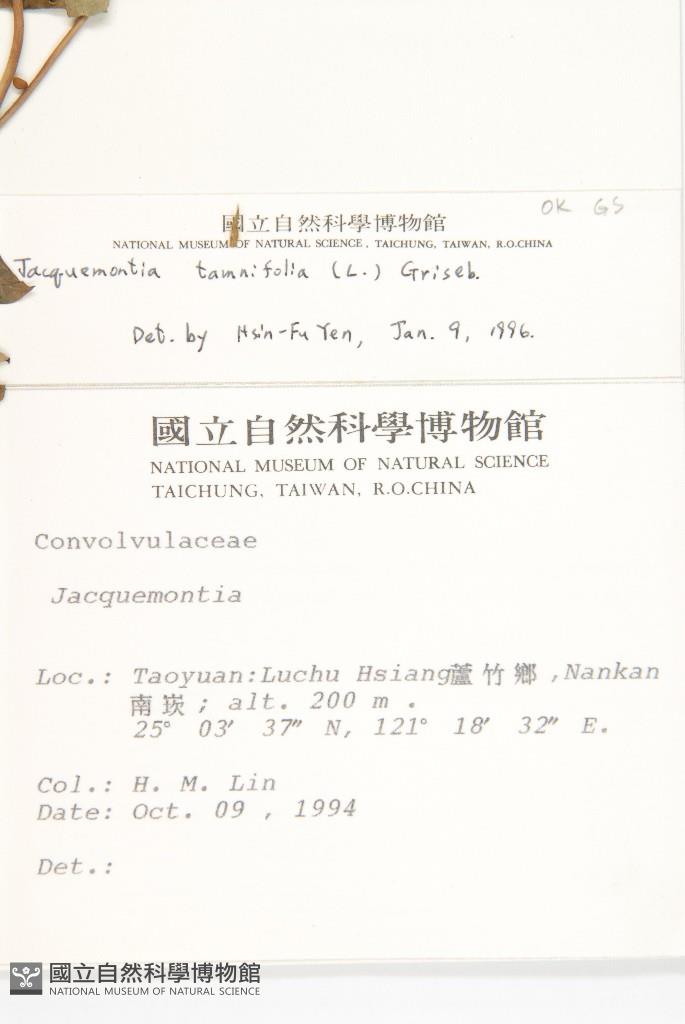 OK GS
國立自然科學博物館
NATIONAL MUSEUM OF NATURAL SCIENCE, TAICHUNG, TAIWAN, R.O.CHINA
Jacquemontia tamnifolia (L.) Griseb.
Det. by Hsin-Fu Yen, Jan. 9, 1996.
國立自然科學博物館
NATIONAL MUSEUM OF NATURAL SCIENCE
TAICHUNG, TAIWAN, R.O.CHINA
Convolvulaceae
Jacquemontia
Loc.: Taoyuan:Luchu Hsiang蘆竹鄉,Nankan
南崁; alt. 200 m .
25° 03′ 37″ N, 121° 18′ 32″ E.
Col.: H. M. Lin
Date: Oct. 09 , 1994
Det.:
國立自然科學博物館
NATIONAL MUSEUM OF NATURAL SCIENCE